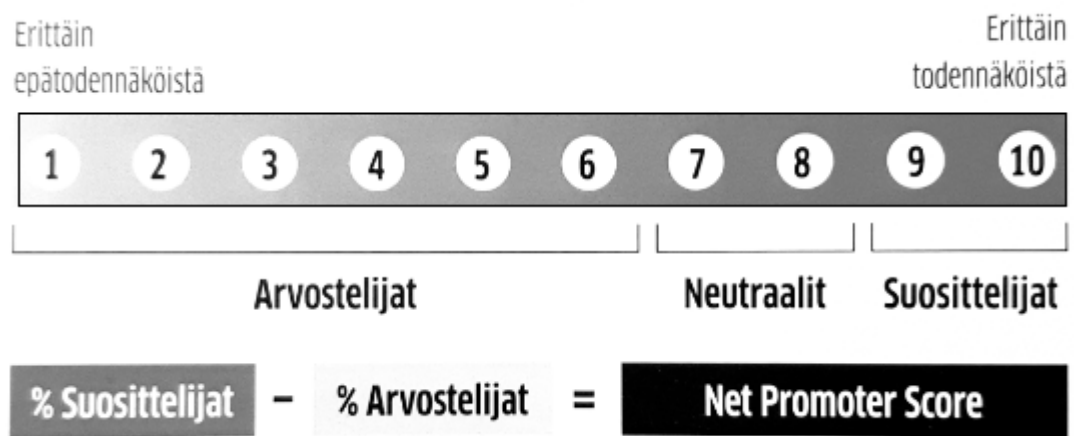 Erittäin
epätodennäköistä
Erittäin
todennäköistä
1 2 3 4 5 6 7 8 9 10
Arvostelijat Neutraalit Suosittelijat
% Suosittelijat – % Arvostelijat = Net Promoter Score